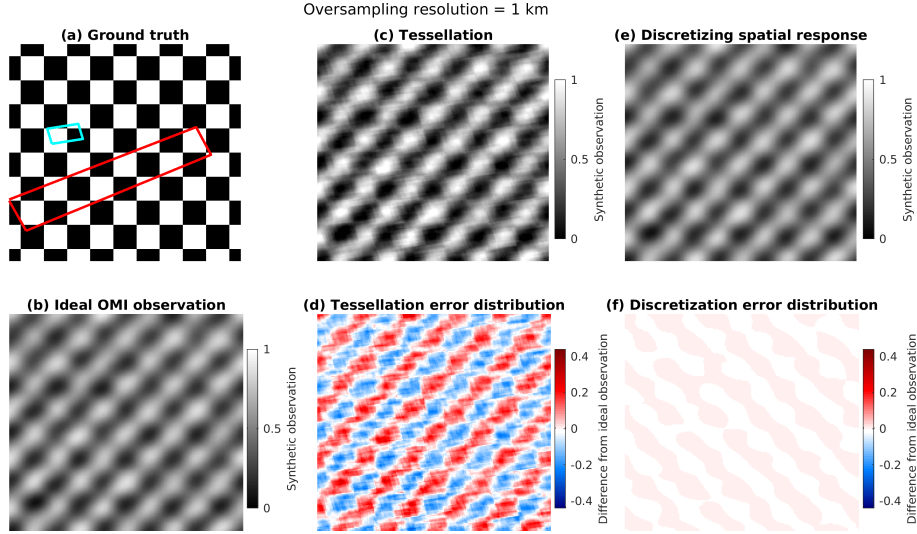 Oversampling resolution = 1 km
(a) Ground truth
(c) Tessellation
1
0.5
0
Synthetic observation
(e) Discretizing spatial response
1
0.5
0
Synthetic observation
(b) Ideal OMI observation
1
0.5
0
Synthetic observation
(d) Tessellation error distribution
0.4
0.2
0
-0.2
-0.4
Difference from ideal observation
(f) Discretization error distribution
0.4
0.2
0
-0.2
-0.4
Difference from ideal observation